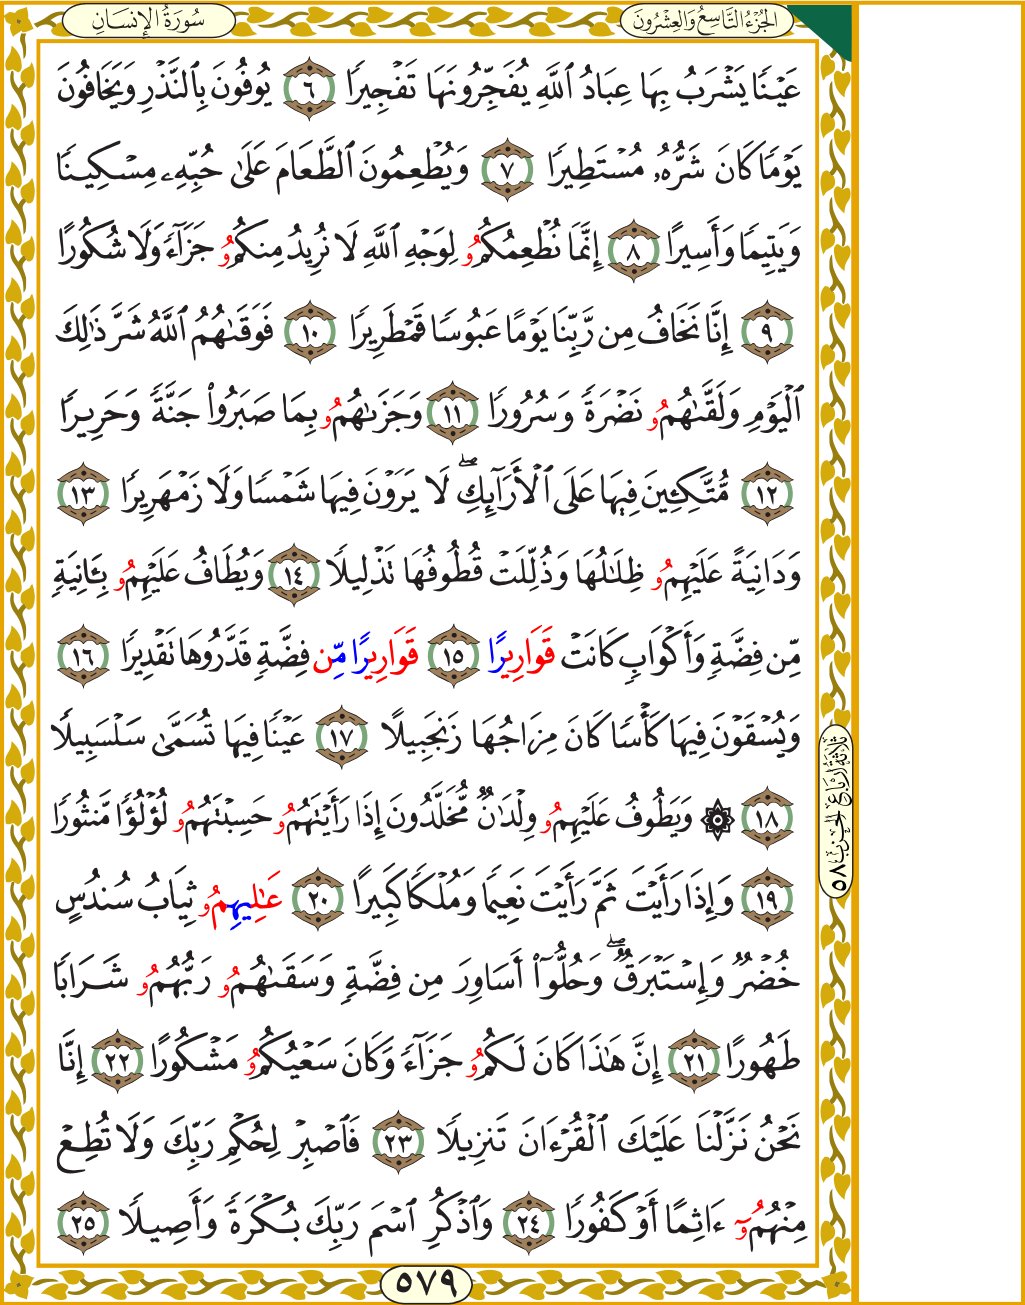 الجُزْءُ التَّاسِعُ وَالعِشْرُونَ
سُورَةُ الإِنسَانِ
عَيْنًا يَشْرَبُ بِهَا عِبَادُ ٱللَّهِ يُفَجِّرُونَهَا تَفْجِيرًا ٦ يُوفُونَ بِٱلنَّذْرِ وَيَخَافُونَ
يَوْمًا كَانَ شَرُّهُۥ مُسْتَطِيرًا ٧ وَيُطْعِمُونَ ٱلطَّعَامَ عَلَىٰ حُبِّهِۦ مِسْكِينًا
وَيَتِيمًا وَأَسِيرًا ٨ إِنَّمَا نُطْعِمُكُمُۥ لِوَجْهِ ٱللَّهِ لَا نُرِيدُ مِنكُمُۥ جَزَآءً وَلَا شُكُورًا
٩ إِنَّا نَخَافُ مِن رَّبِّنَا يَوْمًا عَبُوسًا قَمْطَرِيرًا ١٠ فَوَقَىٰهُمُ ٱللَّهُ شَرَّ ذَٰلِكَ
ٱلْيَوْمِ وَلَقَّىٰهُمُۥ نَضْرَةً وَسُرُورًا ١١ وَجَزَىٰهُمُۥ بِمَا صَبَرُوا۟ جَنَّةً وَحَرِيرًا
١٢ مُّتَّكِـِٔينَ فِيهَا عَلَى ٱلْأَرَآئِكِ ۖ لَا يَرَوْنَ فِيهَا شَمْسًا وَلَا زَمْهَرِيرًا ١٣
وَدَانِيَةً عَلَيْهِمُۥ ظِلَـٰلُهَا وَذُلِّلَتْ قُطُوفُهَا تَذْلِيلًا ١٤ وَيُطَافُ عَلَيْهِمُۥ بِـَٔانِيَةٍ
مِّن فِضَّةٍ وَأَكْوَابٍ كَانَتْ قَوَارِيرًا ١٥ قَوَارِيرًا مِّن فِضَّةٍ قَدَّرُوهَا تَقْدِيرًا ١٦
وَيُسْقَوْنَ فِيهَا كَأْسًا كَانَ مِزَاجُهَا زَنجَبِيلًا ١٧ عَيْنًا فِيهَا تُسَمَّىٰ سَلْسَبِيلًا
١٨ ۞ وَيَطُوفُ عَلَيْهِمُۥ وِلْدَٰنٌ مُّخَلَّدُونَ إِذَا رَأَيْتَهُمُۥ حَسِبْتَهُمُۥ لُؤْلُؤًا مَّنثُورًا
١٩ وَإِذَا رَأَيْتَ ثَمَّ رَأَيْتَ نَعِيمًا وَمُلْكًا كَبِيرًا ٢٠ عَـٰلِيهِمُۥ ثِيَابُ سُندُسٍ
خُضْرٌ وَإِسْتَبْرَقٌ ۖ وَحُلُّوٓا۟ أَسَاوِرَ مِن فِضَّةٍ وَسَقَىٰهُمُۥ رَبُّهُمُۥ شَرَابًا
طَهُورًا ٢١ إِنَّ هَـٰذَا كَانَ لَكُمُۥ جَزَآءً وَكَانَ سَعْيُكُمُۥ مَشْكُورًا ٢٢ إِنَّا
نَحْنُ نَزَّلْنَا عَلَيْكَ ٱلْقُرْءَانَ تَنزِيلًا ٢٣ فَٱصْبِرْ لِحُكْمِ رَبِّكَ وَلَا تُطِعْ
مِنْهُمُۥٓ ءَاثِمًا أَوْ كَفُورًا ٢٤ وَٱذْكُرِ ٱسْمَ رَبِّكَ بُكْرَةً وَأَصِيلًا ٢٥
ثَلَاثَةُ أَرْبَاعِ الحِزْبِ ٥٨
٥٧٩